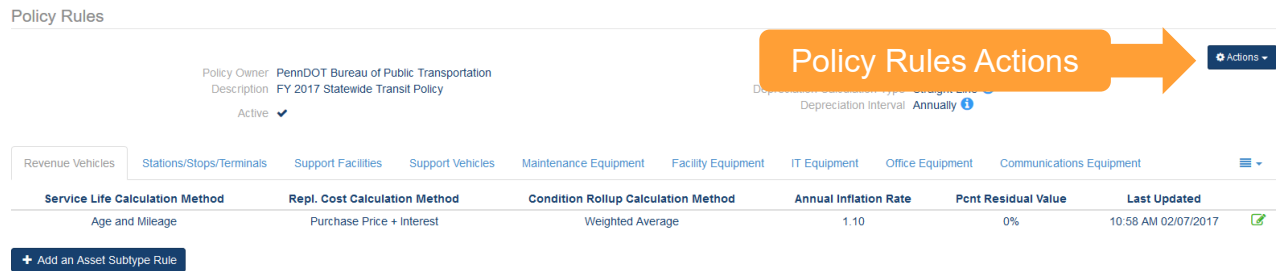 Policy Rules
Policy Rules Actions
Actions
Policy Owner PennDOT Bureau of Public Transportation
Description FY 2017 Statewide Transit Policy
Depreciation Interval Annually
Active
Revenue Vehicles Stations/Stops/Terminals Support Facilities Support Vehicles Maintenance Equipment Facility Equipment IT Equipment Office Equipment Communications Equipment
Service Life Calculation Method Repl. Cost Calculation Method Condition Rollup Calculation Method Annual Inflation Rate Pcnt Residual Value Last Updated
Age and Mileage Purchase Price + Interest Weighted Average 1.10 0% 10:58 AM 02/07/2017
+ Add an Asset Subtype Rule